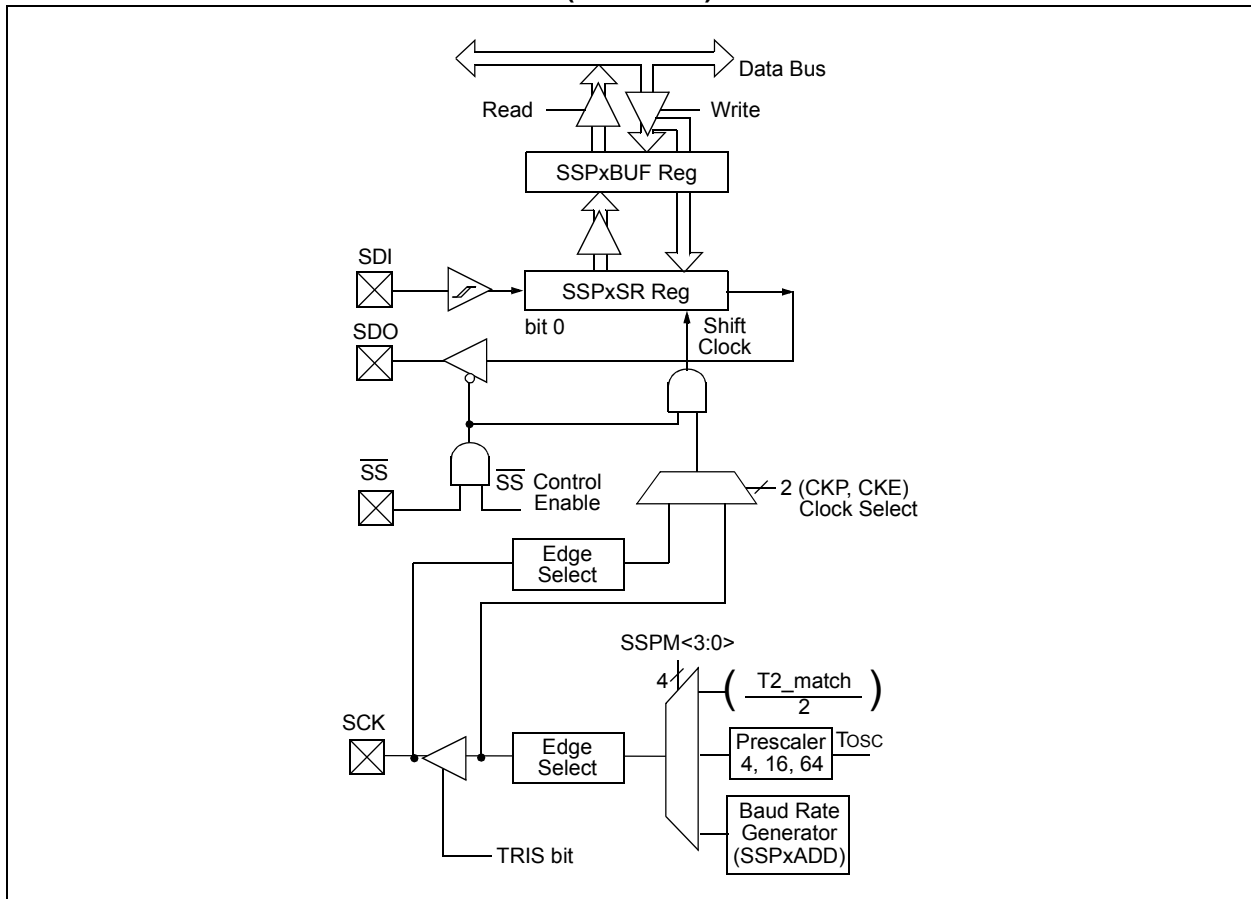 Data Bus
Read
Write
SSPxBUF Reg
SDI
SSPxSR Reg
bit 0
Shift
Clock
SDO
SS
SS Control
Enable
2 (CKP, CKE)
Clock Select
Edge
Select
SSPM<3:0>
4
( T2_match )
2
SCK
Edge
Select
Prescaler
4, 16, 64
TOSC
Baud Rate
Generator
(SSPxADD)
TRIS bit